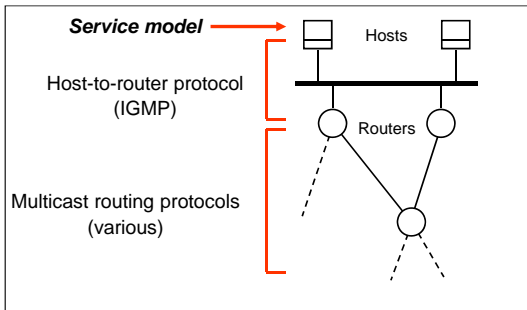 Service model
Hosts
Host-to-router protocol
(IGMP)
Routers
Multicast routing protocols
(various)